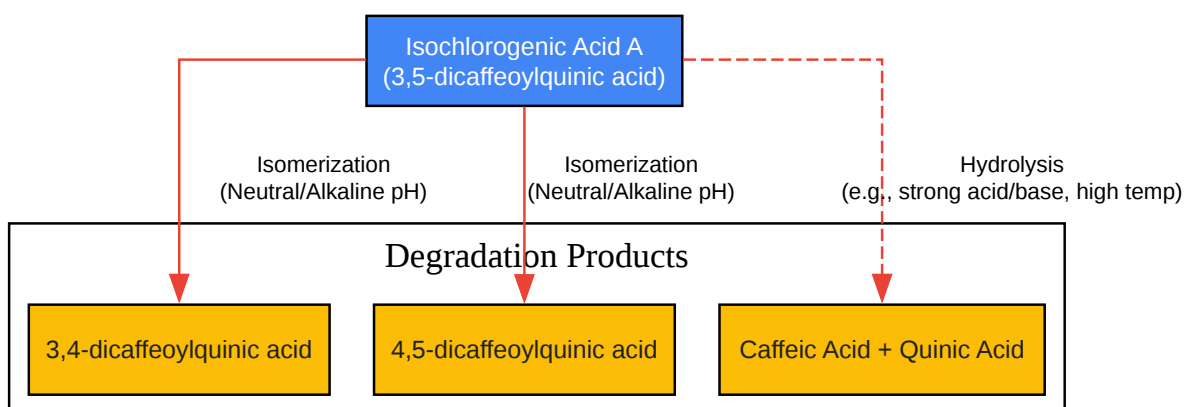 Isochlorogenic Acid A
(3,5-dicaffeoylquinic acid)
Isomerization
(Neutral/Alkaline pH)
Isomerization
(Neutral/Alkaline pH)
Hydrolysis
(e.g., strong acid/base, high temp)
Degradation Products
3,4-dicaffeoylquinic acid
4,5-dicaffeoylquinic acid
Caffeic Acid + Quinic Acid